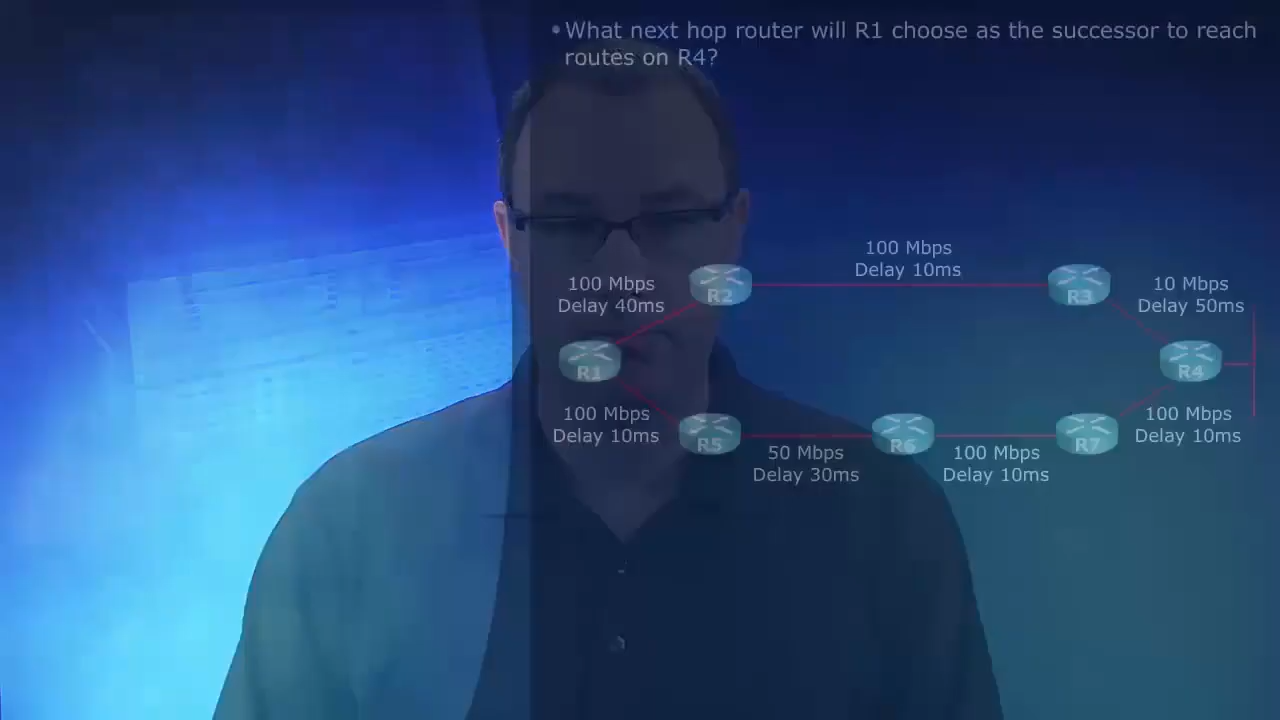 •What next hop router will R1 choose as the successor to reach
routes on R4?
100 Mbps
Delay 10ms
100 Mbps
Delay 40ms
R2
R3
10 Mbps
Delay 50ms
R1
R4
100 Mbps
Delay 10ms
R5
R6
R7
100 Mbps
Delay 10ms
50 Mbps
Delay 30ms
100 Mbps
Delay 10ms